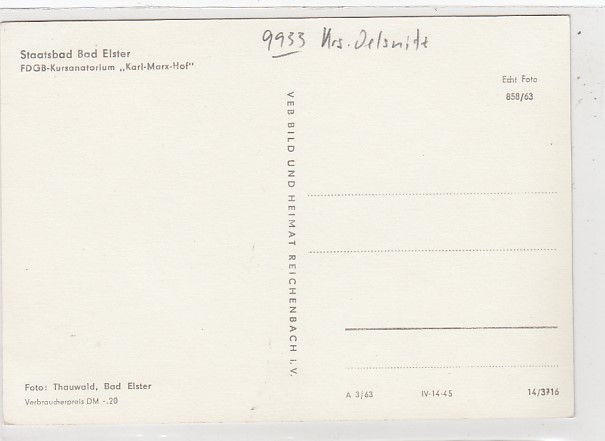 9933 Krs. Oelsnitz
Staatsbad Bad Elster
FDGB-Kursanatorium „Karl-Marx-Hof"
Echt Foto
858/63
VEB BILD UND HEIMAT REICHENBACH I.V.
Foto: Thauwald, Bad Elster
Verbraucherpreis DM -,20
A 3/63 IV-14-45 14/3716